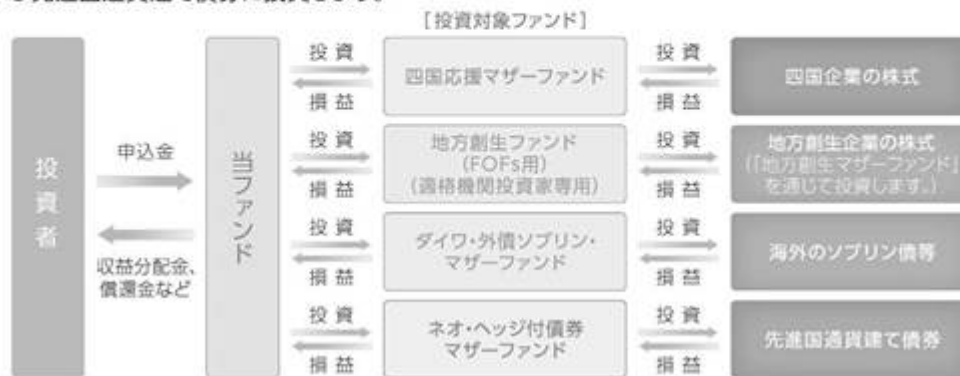 [投資対象ファンド]
投資者
申込金
収益分配金、
償還金など
当ファンド
投資
損益
四国応援マザーファンド
投資
損益
四国企業の株式
投資
損益
地方創生ファンド
(FOFs用)
(適格機関投資家専用)
投資
損益
地方創生企業の株式
(「地方創生マザーファンド」
を通じて投資します。)
投資
損益
ダイワ・外債ソブリン・
マザーファンド
投資
損益
海外のソブリン債等
投資
損益
ネオ・ヘッジ付債券
マザーファンド
投資
損益
先進国通貨建て債券